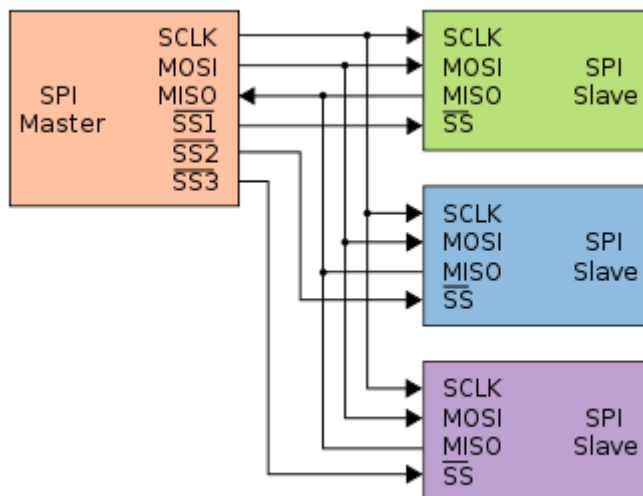 SCLK
MOSI
MISO
SS1
SS2
SS3
SPI
Master
SCLK
MOSI
MISO
SS
SPI
Slave
SCLK
MOSI
MISO
SS
SPI
Slave
SCLK
MOSI
MISO
SS
SPI
Slave